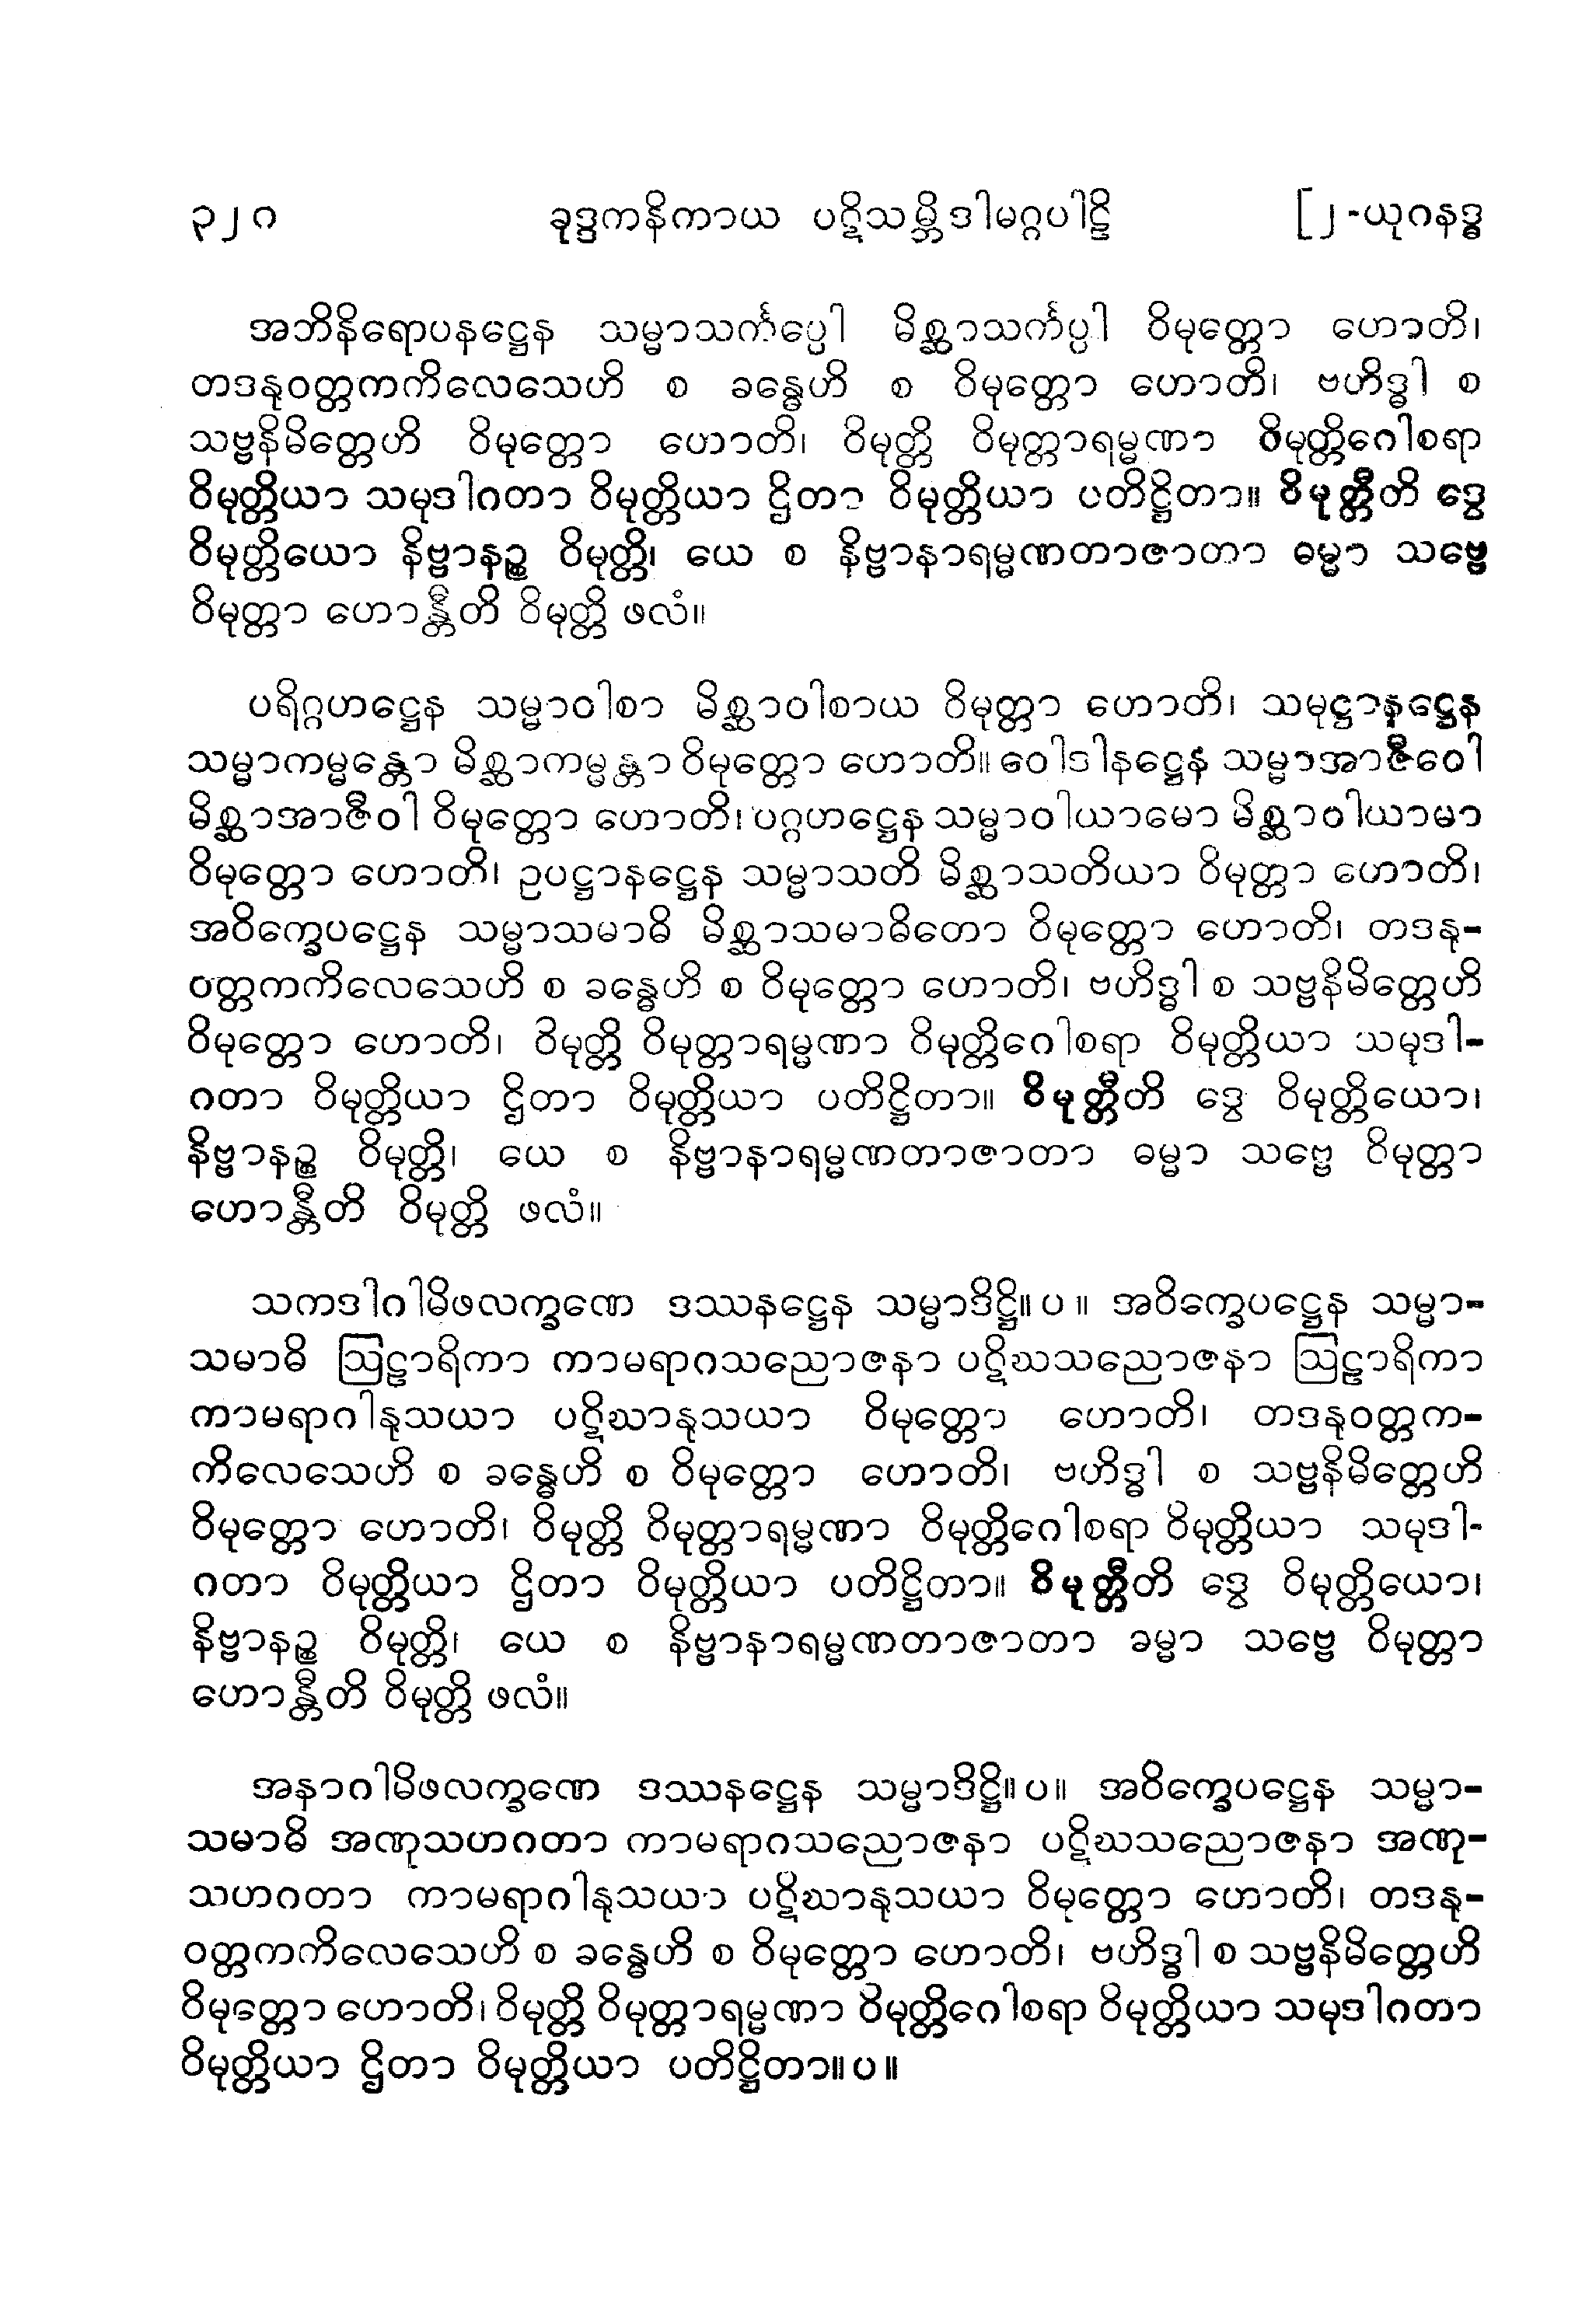 ၃၂၈ ခုဒ္ဒကနိကာယ ပဋိသမ္ဘိဒါမဂ္ဂပါဠိ [၂-ယုဂနဒ္ဓ
အဘိနိရောပနဋ္ဌေန သမ္မာသင်္ကပ္ပေါ မိစ္ဆာသင်္ကပ္ပါ ဝိမုတ္တော ဟောတိ၊
တဒနုဝတ္တကကိလေသေဟိ စ ခန္ဓေဟိ စ ဝိမုတ္တော ဟောတိ၊ ဗဟိဒ္ဓါ စ
သဗ္ဗနိမိတ္တေဟိ ဝိမုတ္တော ဟောတိ၊ ဝိမုတ္တိ ဝိမုတ္တာရမ္မဏာ ဝိမုတ္တိဂေါစရာ
ဝိမုတ္တိယာ သမုဒါဂတာ ဝိမုတ္တိယာ ဌိတာ ဝိမုတ္တိယာ ပတိဋ္ဌိတာ။ ဝိမုတ္တီတိ ဒွေ
ဝိမုတ္တိယော နိဗ္ဗာနဉ္စ ဝိမုတ္တိ၊ ယေ စ နိဗ္ဗာနာရမ္မဏတာဇာတာ ဓမ္မာ သဗ္ဗေ
ဝိမုတ္တာ ဟောန္တီတိ ဝိမုတ္တိ ဖလံ။
ပရိဂ္ဂဟဋ္ဌေန သမ္မာဝါစာ မိစ္ဆာဝါစာယ ဝိမုတ္တာ ဟောတိ၊ သမုဋ္ဌာနဋ္ဌေန
သမ္မာကမ္မန္တော မိစ္ဆာကမ္မန္တာ ဝိမုတ္တော ဟောတိ။ ဝေါဒါနဋ္ဌေန သမ္မာအာဇီဝေါ
မိစ္ဆာအာဇီဝါ ဝိမုတ္တော ဟောတိ၊ ပဂ္ဂဟဋ္ဌေန သမ္မာဝါယာမော မိစ္ဆာဝါယာမာ
ဝိမုတ္တော ဟောတိ၊ ဥပဋ္ဌာနဋ္ဌေန သမ္မာသတိ မိစ္ဆာသတိယာ ဝိမုတ္တာ ဟောတိ၊
အဝိက္ခေပဋ္ဌေန သမ္မာသမာဓိ မိစ္ဆာသမာဓိတော ဝိမုတ္တော ဟောတိ၊ တဒနု-
ဝတ္တကကိလေသေဟိ စ ခန္ဓေဟိ စ ဝိမုတ္တော ဟောတိ၊ ဗဟိဒ္ဓါ စ သဗ္ဗနိမိတ္တေဟိ
ဝိမုတ္တော ဟောတိ၊ ဝိမုတ္တိ ဝိမုတ္တာရမ္မဏာ ဝိမုတ္တိဂေါစရာ ဝိမုတ္တိယာ သမုဒါ-
ဂတာ ဝိမုတ္တိယာ ဌိတာ ဝိမုတ္တိယာ ပတိဋ္ဌိတာ။ ဝိမုတ္တီတိ ဒွေ ဝိမုတ္တိယော၊
နိဗ္ဗာနဉ္စ ဝိမုတ္တိ၊ ယေ စ နိဗ္ဗာနာရမ္မဏတာဇာတာ ဓမ္မာ သဗ္ဗေ ဝိမုတ္တာ
ဟောန္တီတိ ဝိမုတ္တိ ဖလံ။
သကဒါဂါမိဖလက္ခဏေ ဒဿနဋ္ဌေန သမ္မာဒိဋ္ဌိ။ပ။ အဝိက္ခေပဋ္ဌေန သမ္မာ-
သမာဓိ ဩဠာရိကာ ကာမရာဂသညောဇနာ ပဋိဃသညောဇနာ ဩဠာရိကာ
ကာမရာဂါနုသယာ ပဋိဃာနုသယာ ဝိမုတ္တော ဟောတိ၊ တဒနုဝတ္တက-
ကိလေသေဟိ စ ခန္ဓေဟိ စ ဝိမုတ္တော ဟောတိ၊ ဗဟိဒ္ဓါ စ သဗ္ဗနိမိတ္တေဟိ
ဝိမုတ္တော ဟောတိ၊ ဝိမုတ္တိ ဝိမုတ္တာရမ္မဏာ ဝိမုတ္တိဂေါစရာ ဝိမုတ္တိယာ သမုဒါ-
ဂတာ ဝိမုတ္တိယာ ဌိတာ ဝိမုတ္တိယာ ပတိဋ္ဌိတာ။ ဝိမုတ္တီတိ ဒွေ ဝိမုတ္တိယော၊
နိဗ္ဗာနဉ္စ ဝိမုတ္တိ၊ ယေ စ နိဗ္ဗာနာရမ္မဏတာဇာတာ ဓမ္မာ သဗ္ဗေ ဝိမုတ္တာ
ဟောန္တီတိ ဝိမုတ္တိ ဖလံ။
အနာဂါမိဖလက္ခဏေ ဒဿနဋ္ဌေန သမ္မာဒိဋ္ဌိ။ပ။ အဝိက္ခေပဋ္ဌေန သမ္မာ-
သမာဓိ အဏုသဟဂတာ ကာမရာဂသညောဇနာ ပဋိဃသညောဇနာ အဏု-
သဟဂတာ ကာမရာဂါနုသယာ ပဋိဃာနုသယာ ဝိမုတ္တော ဟောတိ၊ တဒနု-
ဝတ္တကကိလေသေဟိ စ ခန္ဓေဟိ စ ဝိမုတ္တော ဟောတိ၊ ဗဟိဒ္ဓါ စ သဗ္ဗနိမိတ္တေဟိ
ဝိမုတ္တော ဟောတိ၊ ဝိမုတ္တိ ဝိမုတ္တာရမ္မဏာ ဝိမုတ္တိဂေါစရာ ဝိမုတ္တိယာ သမုဒါဂတာ
ဝိမုတ္တိယာ ဌိတာ ဝိမုတ္တိယာ ပတိဋ္ဌိတာ။ပ။